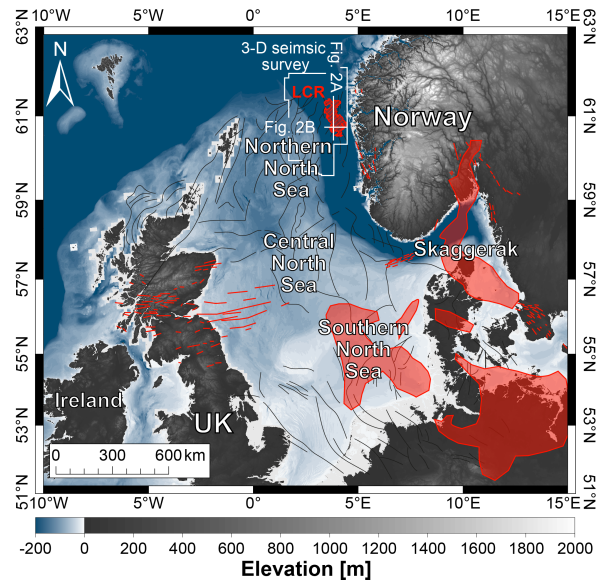 10°W 5°W 0° 5°E 10°E 15°E
63°N 63°N
N
3-D seimsic
survey
Fig. 2A
LCR
61°N 61°N
Fig. 2B
Norway
Northern
North
Sea
59°N 59°N
Central
North
Sea
Skaggerak
57°N 57°N
Southern
North
Sea
55°N 55°N
Ireland
UK
53°N 53°N
0 300 600 km
51°N 51°N
10°W 5°W 0° 5°E 10°E 15°E
-200 0 200 400 600 800 1000 1200 1400 1600 1800 2000
Elevation [m]